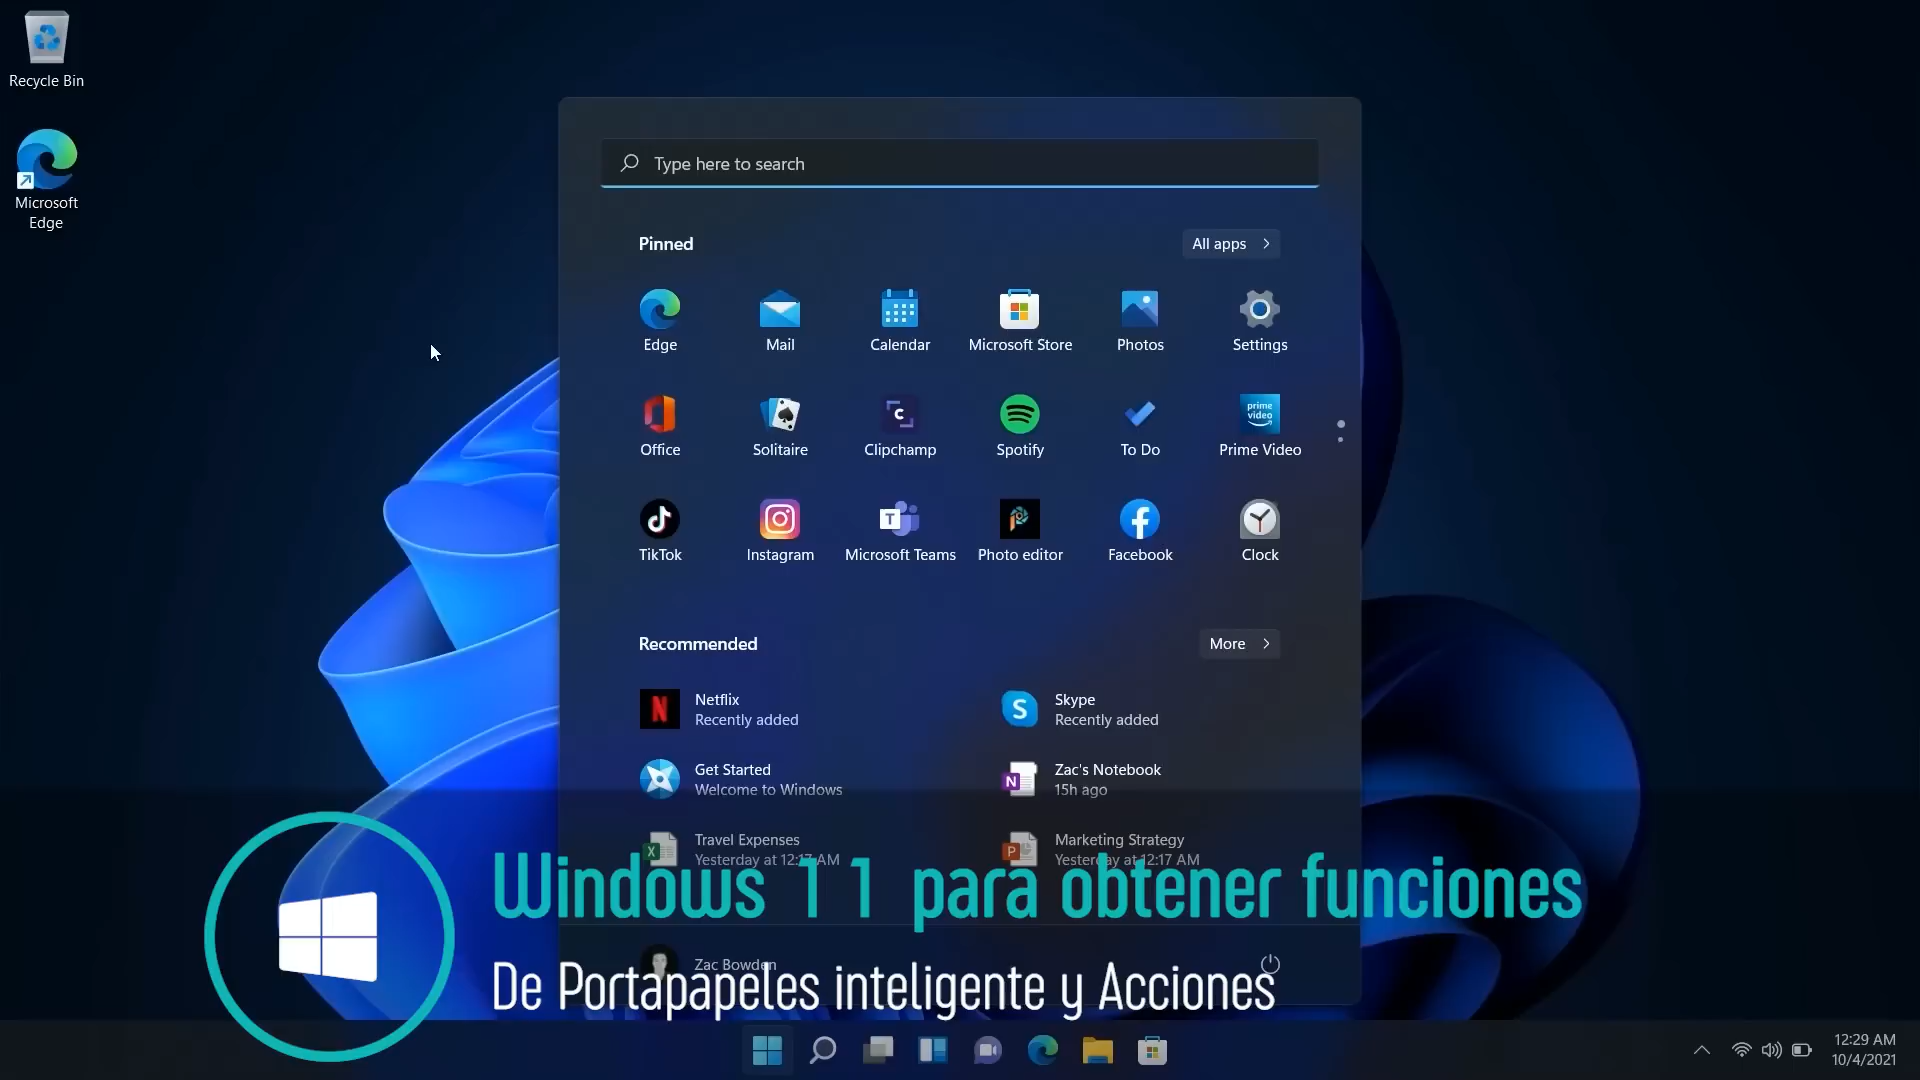 Recycle Bin
Microsoft
Edge
Type here to search
Pinned
All apps
Edge
Mail
Calendar
Microsoft Store
Photos
Settings
Office
Solitaire
Clipchamp
Spotify
To Do
prime
video
Prime Video
TikTok
Instagram
Microsoft Teams
Photo editor
Facebook
Clock
Recommended
More
Netflix
Recently added
Skype
Recently added
Get Started
Welcome to Windows
Zac's Notebook
15h ago
Travel Expenses
Yesterday at 12:17 AM
Marketing Strategy
Yesterday at 12:17 AM
Windows 11 para obtener funciones
Zac Bowden
De Portapapeles inteligente y Acciones
12:29 AM
10/4/2021